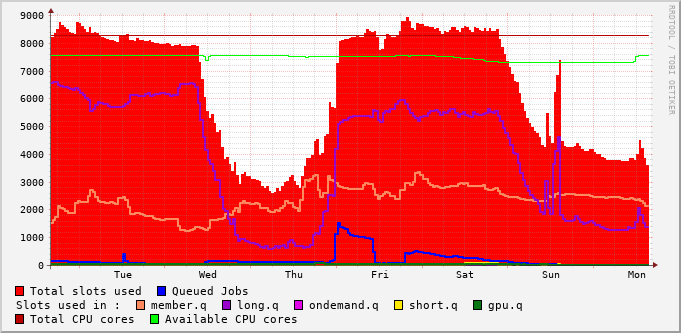 RRDTOOL / TOBI OETIKER
9000
8000
7000
6000
5000
4000
3000
2000
1000
0
Tue Wed Thu Fri Sat Sun Mon
Total slots used Queued Jobs
Slots used in : member.q long.q ondemand.q short.q gpu.q
Total CPU cores Available CPU cores